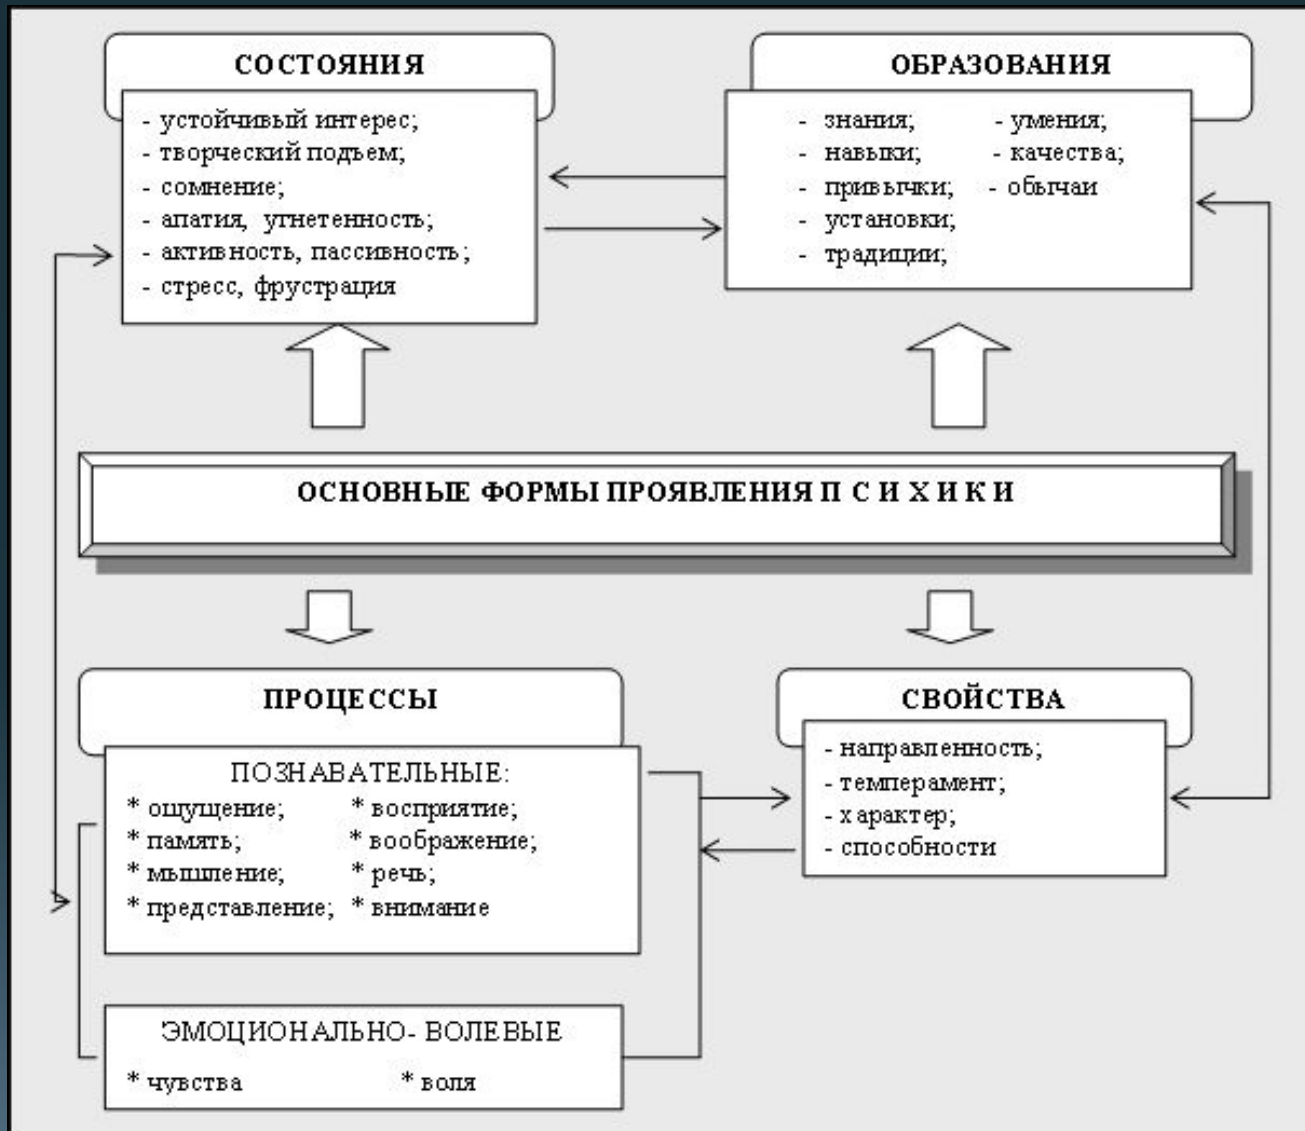 СОСТОЯНИЯ
- устойчивый интерес;
- творческий подъем;
- сомнение;
- апатия, угнетенность;
- активность, пассивность;
- стресс, фрустрация
ОБРАЗОВАНИЯ
- знания; - умения;
- навыки; - качества;
- привычки; - обычаи
- установки;
- традиции;
ОСНОВНЫЕ ФОРМЫ ПРОЯВЛЕНИЯ П С И Х И К И
ПРОЦЕССЫ
ПОЗНАВАТЕЛЬНЫЕ:
* ощущение; * восприятие;
* память; * воображение;
* мышление; * речь;
* представление; * внимание
ЭМОЦИОНАЛЬНО- ВОЛЕВЫЕ
* чувства * воля
СВОЙСТВА
- направленность;
- темперамент;
- характер;
- способности